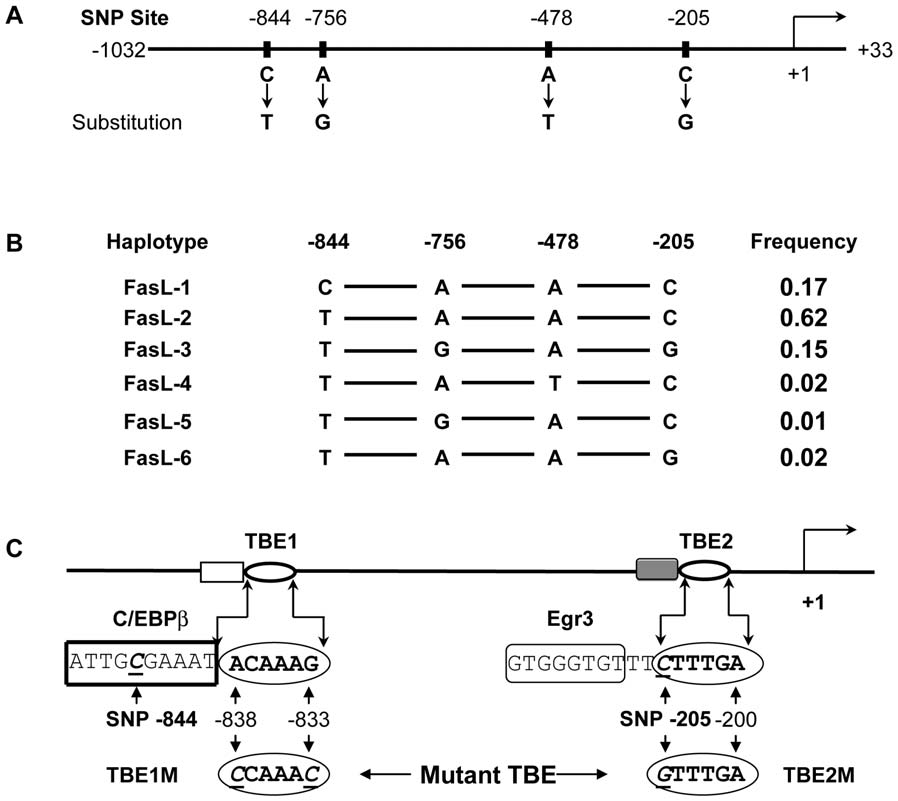 A
SNP Site -844 -756 -478 -205
-1032 +33
C A A C +1
Substitution T G T G
B
Haplotype -844 -756 -478 -205 Frequency
FasL-1 C A A C 0.17
FasL-2 T A A C 0.62
FasL-3 T G A G 0.15
FasL-4 T A T C 0.02
FasL-5 T G A C 0.01
FasL-6 T A A G 0.02
C
TBE1 TBE2
+1
C/EBPβ Egr3
ATTGCGAAAT ACAAAG GTGGGTGTTTCTTTGA
SNP -844 -838 -833 SNP -205 -200
TBE1M CCAAAC Mutant TBE GTTTGA TBE2M